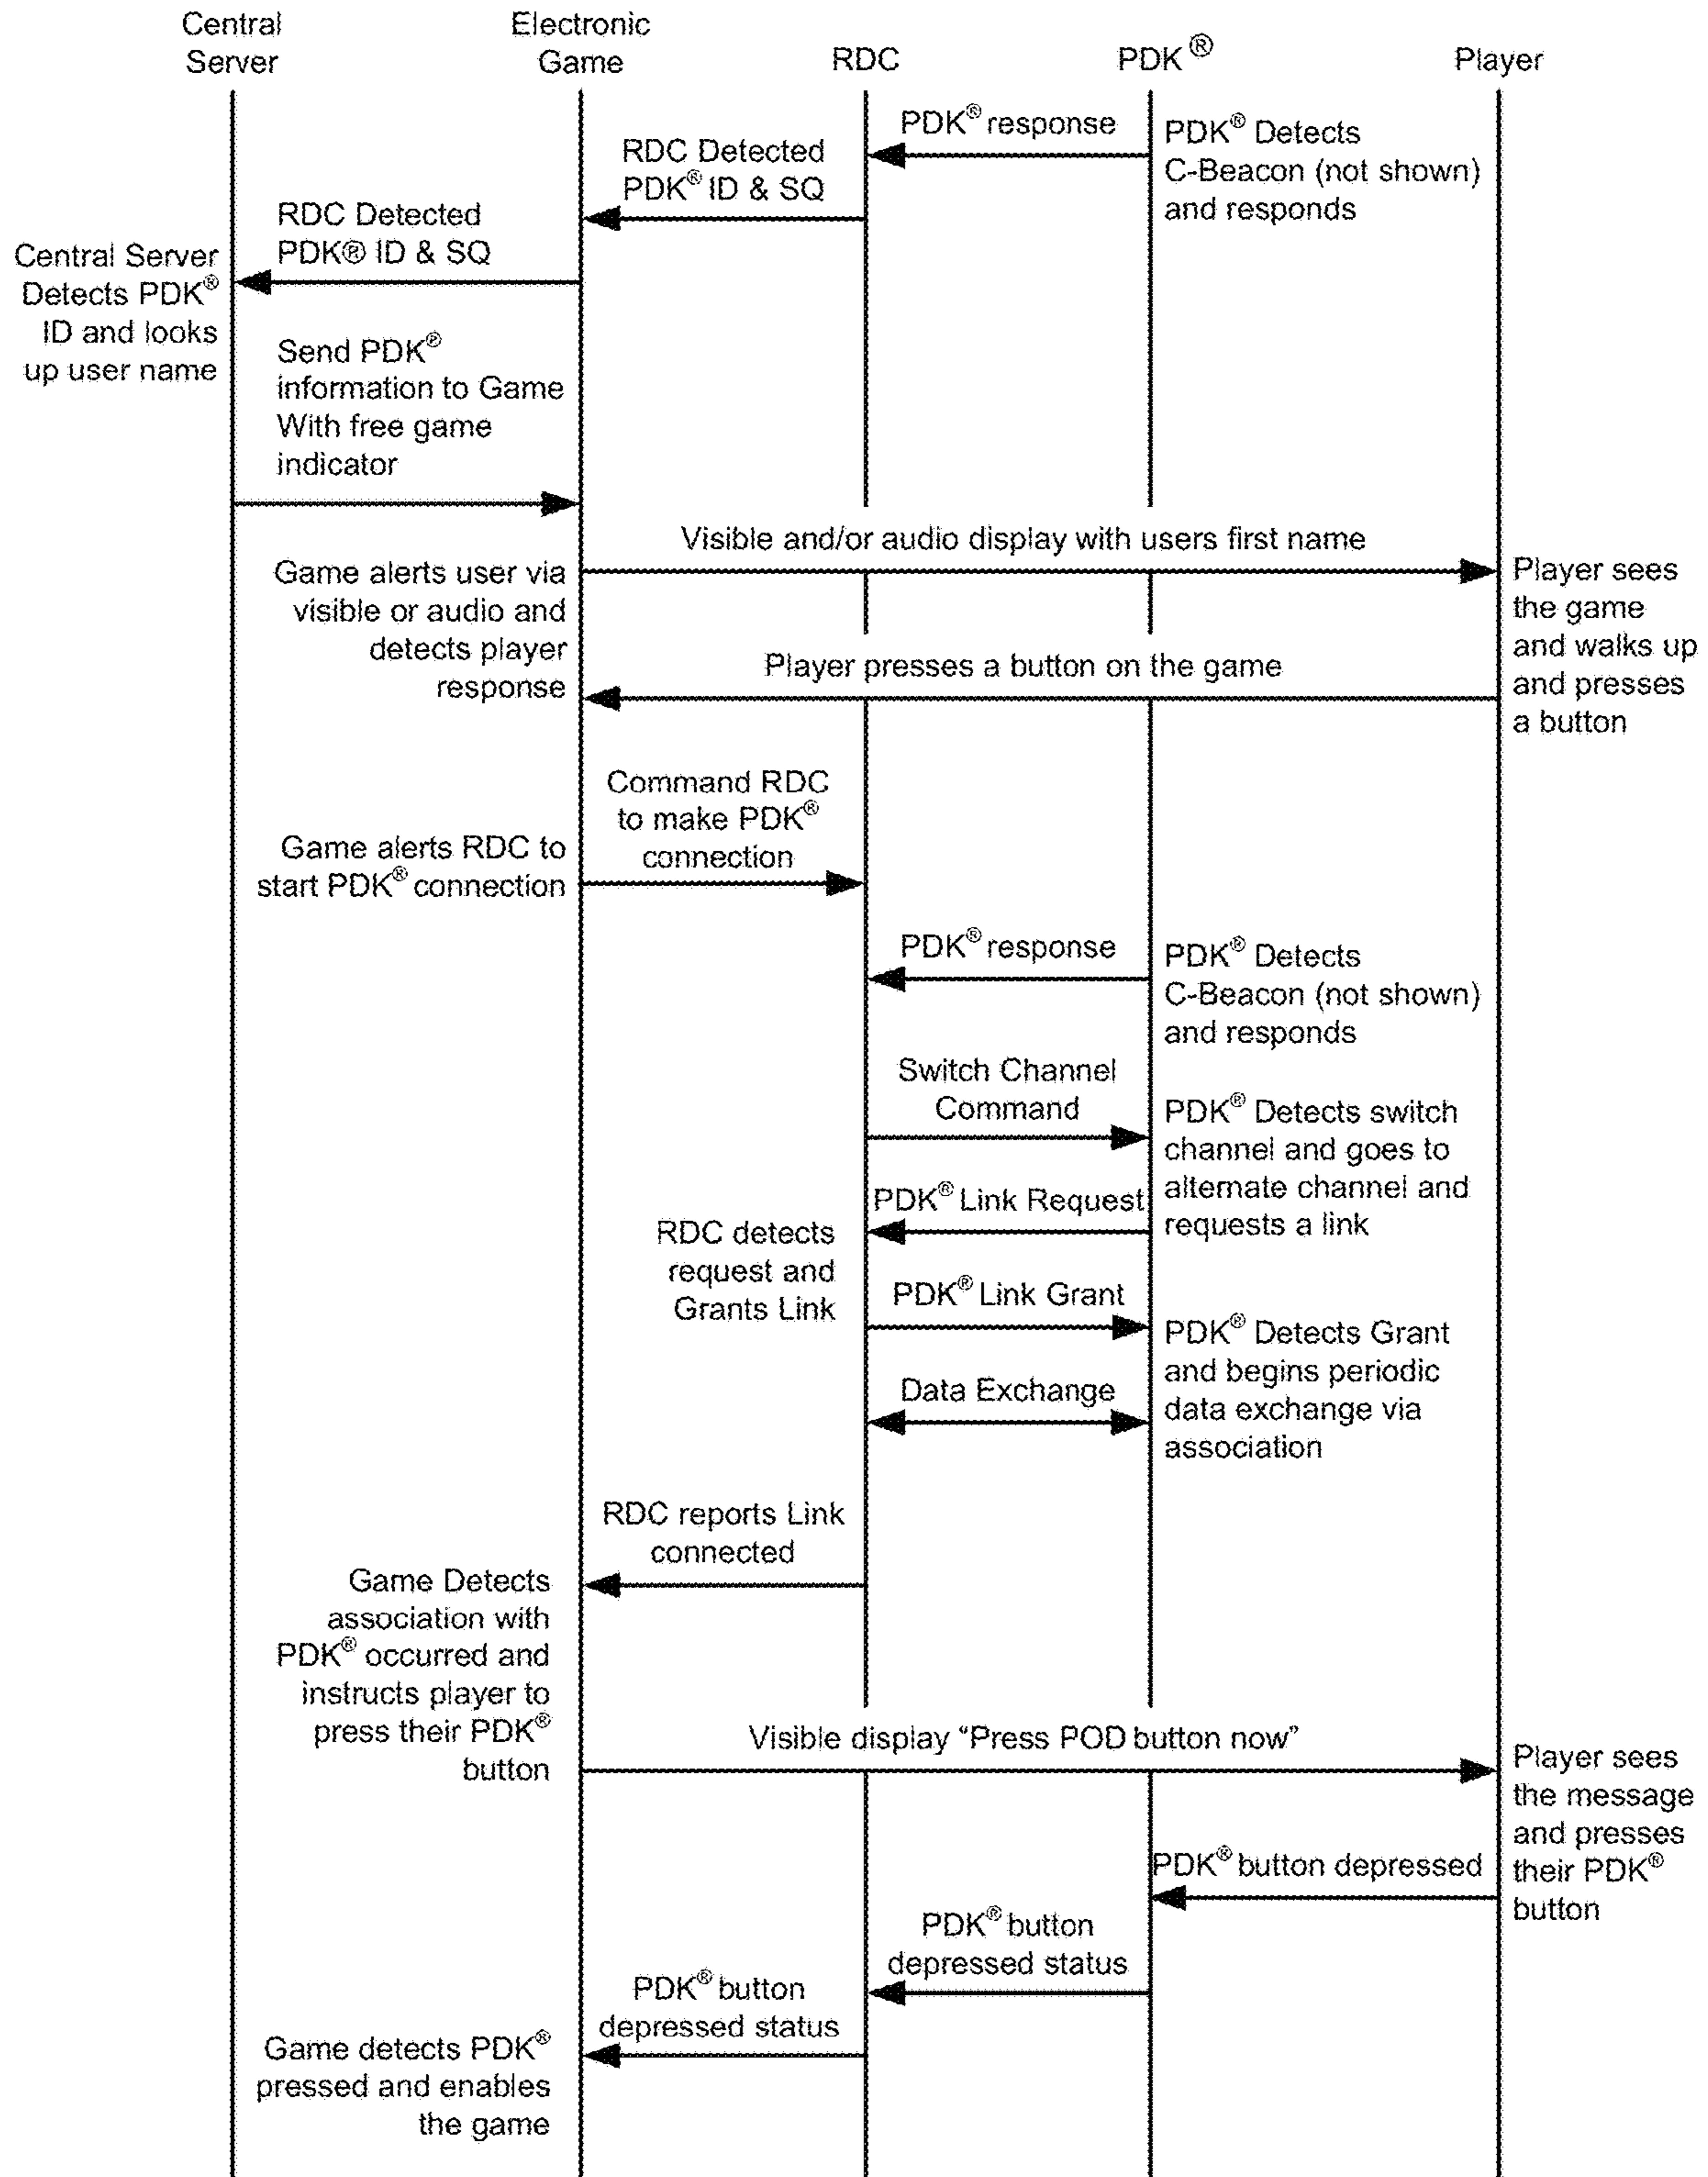 Central
Server
Electronic
Game
RDC
PDK®
Player
PDK® response
PDK® Detects
C-Beacon (not shown)
and responds
RDC Detected
PDK® ID & SQ
RDC Detected
PDK® ID & SQ
Central Server
Detects PDK®
ID and looks
up user name
Send PDK®
information to Game
With free game
indicator
Visible and/or audio display with users first name
Game alerts user via
visible or audio and
detects player
response
Player sees
the game
and walks up
and presses
a button
Player presses a button on the game
Command RDC
to make PDK®
connection
Game alerts RDC to
start PDK® connection
PDK® response
PDK® Detects
C-Beacon (not shown)
and responds
Switch Channel
Command
PDK® Detects switch
channel and goes to
alternate channel and
requests a link
PDK® Link Request
RDC detects
request and
Grants Link
PDK® Link Grant
PDK® Detects Grant
and begins periodic
data exchange via
association
Data Exchange
RDC reports Link
connected
Game Detects
association with
PDK® occurred and
instructs player to
press their PDK®
button
Visible display “Press POD button now”
Player sees
the message
and presses
their PDK®
button
PDK® button depressed
PDK® button
depressed status
PDK® button
depressed status
Game detects PDK®
pressed and enables
the game